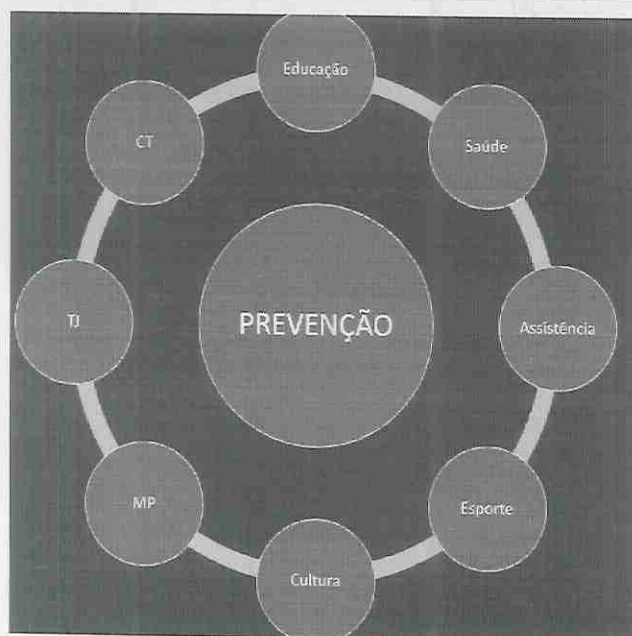 Educação
Saúde
Assistência
Esporte
Cultura
MP
TJ
CT
PREVENÇÃO